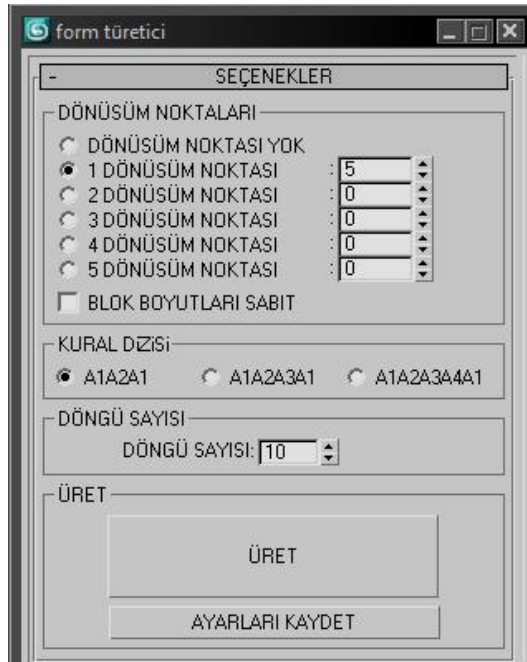 form türetici
- SEÇENEKLER
DÖNÜSÜM NOKTALARI
DÖNÜSÜM NOKTASI YOK
1 DÖNÜSÜM NOKTASI : 5
2 DÖNÜSÜM NOKTASI : 0
3 DÖNÜSÜM NOKTASI : 0
4 DÖNÜSÜM NOKTASI : 0
5 DÖNÜSÜM NOKTASI : 0
BLOK BOYUTLARI SABIT
KURAL DiZiSi
A1A2A1 A1A2A3A1 A1A2A3A4A1
DÖNGÜ SAYISI
DÖNGÜ SAYISI: 10
ÜRET
ÜRET
AYARLARI KAYDET